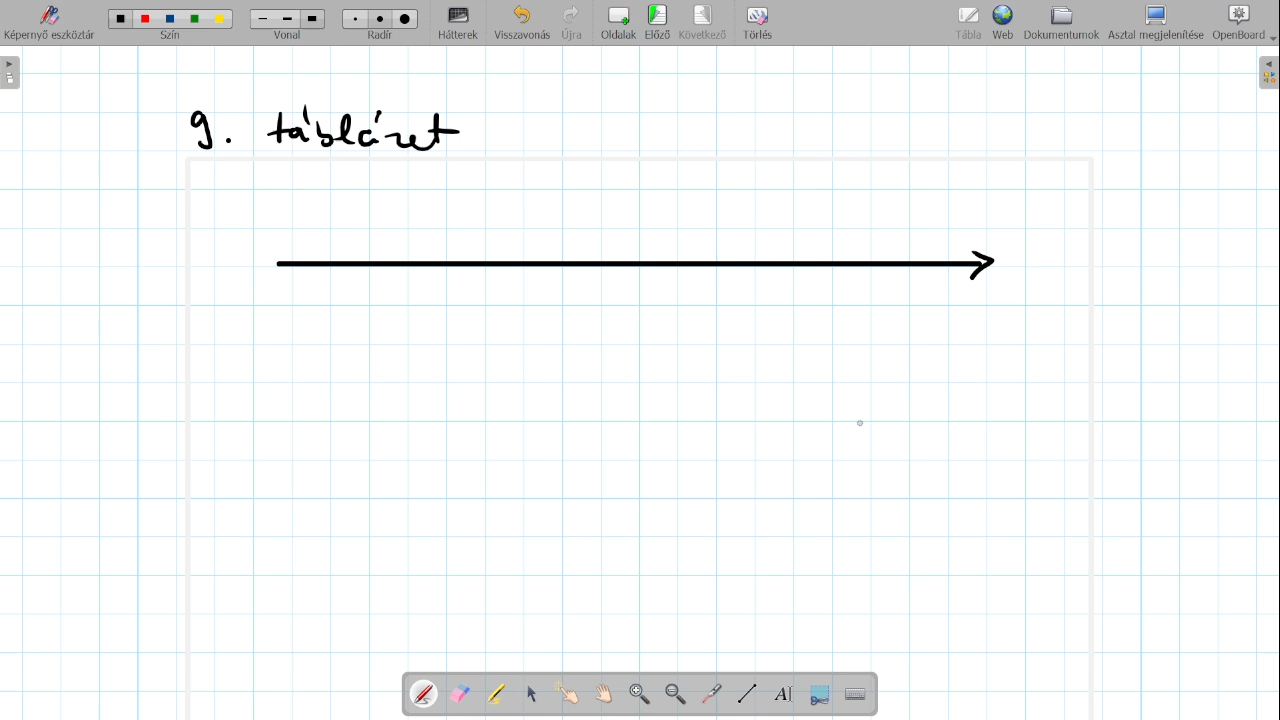 Képernyő eszköztár Szín Vonal Radír Hátterek Visszavonás Újra Oldalak Előző Következő Törlés Tábla Web Dokumentumok Asztal megjelenítése OpenBoard
9. táblázet